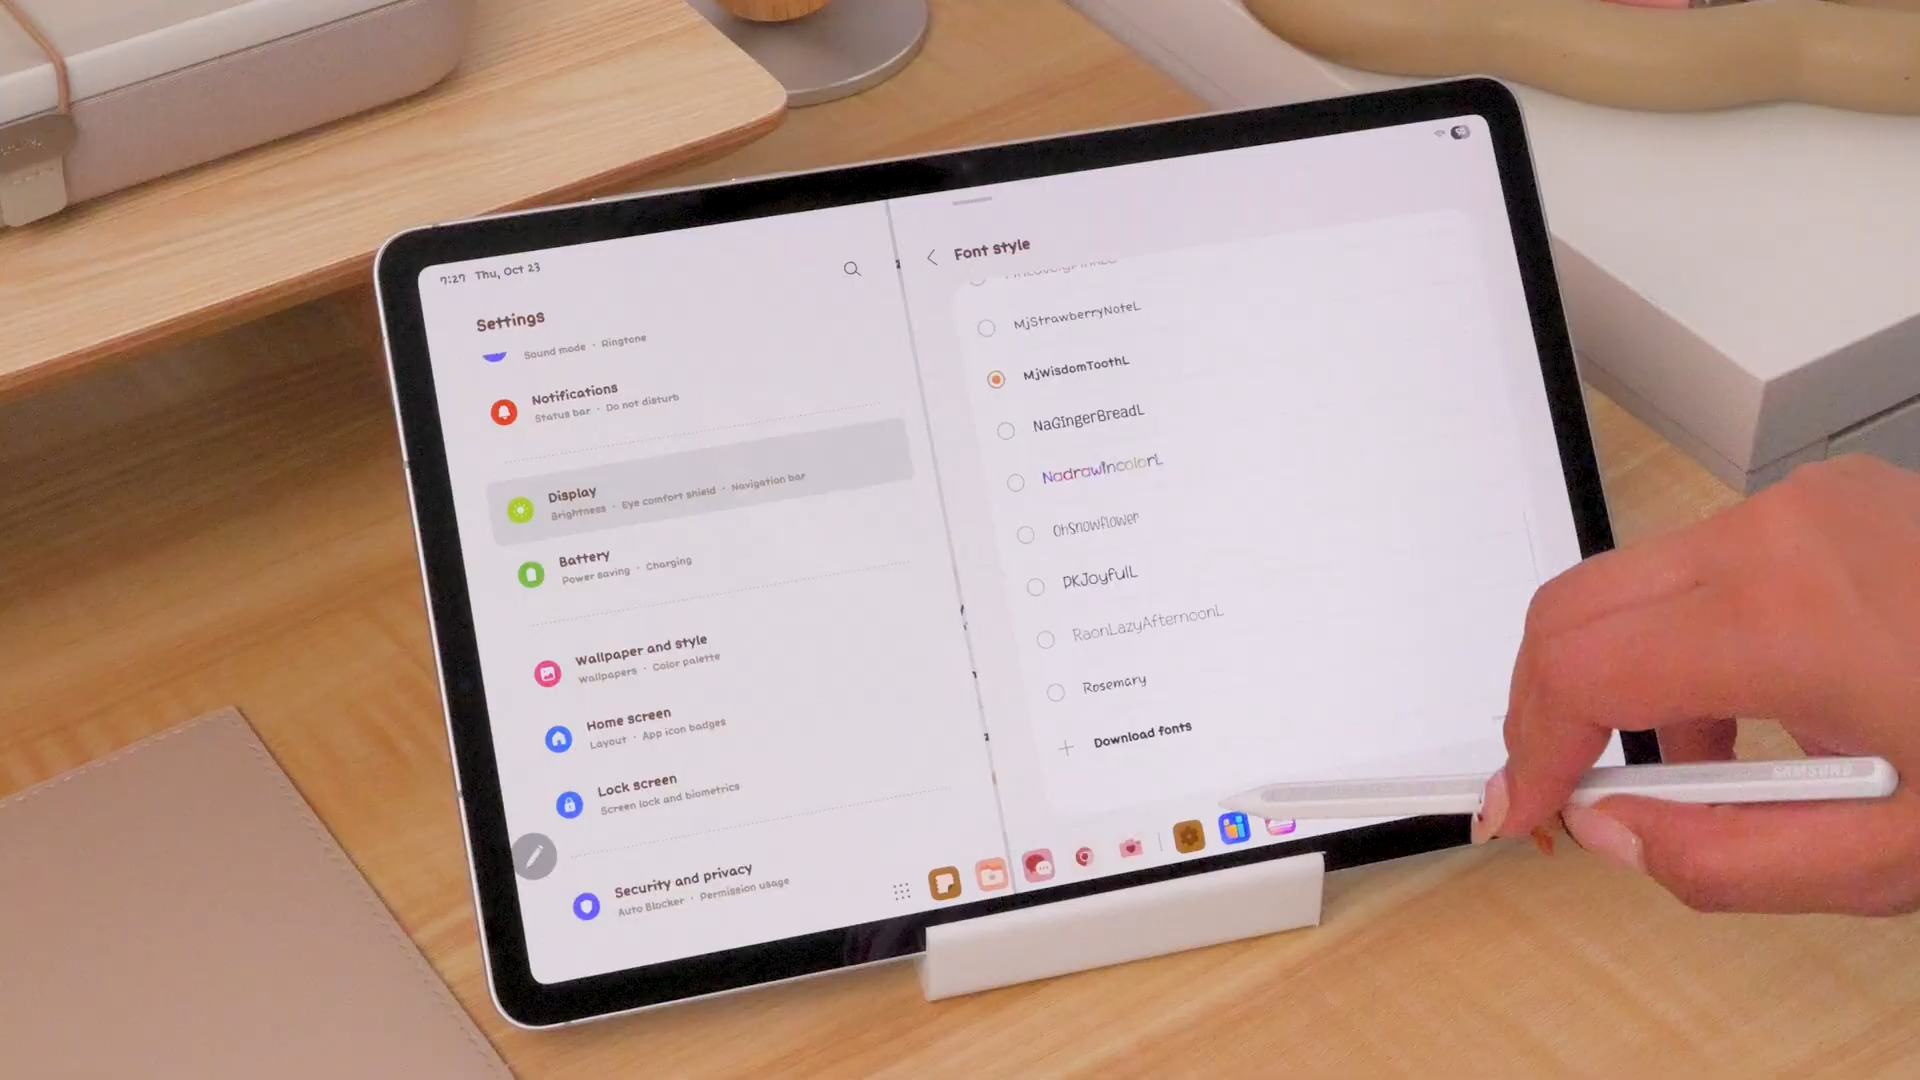 7:27 Thu, Oct 23
Settings
Sound mode · Ringtone
Notifications
Status bar · Do not disturb
Display
Brightness · Eye comfort shield · Navigation bar
Battery
Power saving · Charging
Wallpaper and style
Wallpapers · Color palette
Home screen
Layout · App icon badges
Lock screen
Screen lock and biometrics
Security and privacy
Auto Blocker · Permission usage
Font style
MjStrawberryNoteL
MjWisdomToothL
NaGingerBreadL
NadrawIncolorL
OhSnowflower
PKJoyfulL
RaonLazyAfternoonL
Rosemary
Download fonts
SAMSUNG